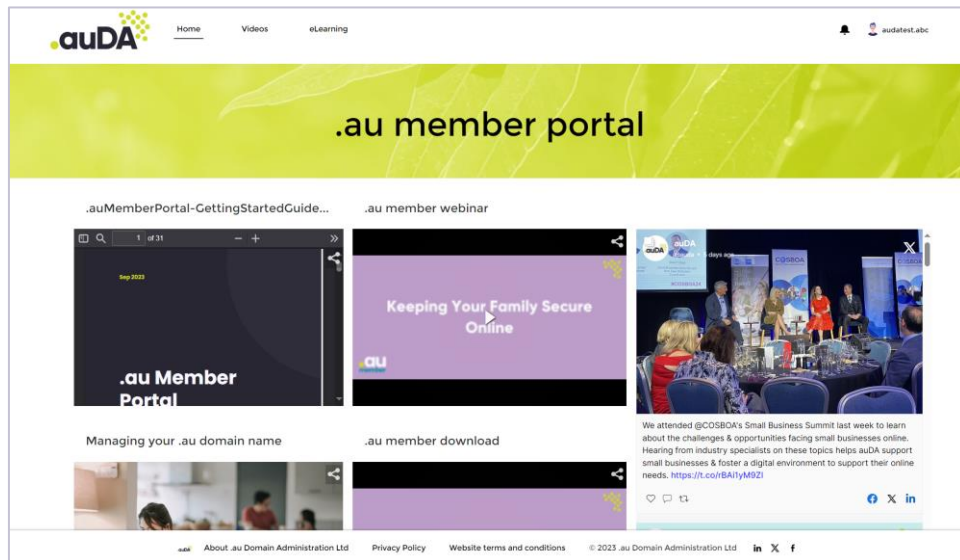 .auDA
Home
Videos
eLearning
audatest.abc
.au member portal
.auMemberPortal-GettingStartedGuide...
.au member webinar
1 of 31
Sep 2023
.au Member
Portal
Keeping Your Family Secure
Online
.au
member
auDA
auDA
days ago
COSBOA
COSBOA
We attended @COSBOA's Small Business Summit last week to learn
about the challenges & opportunities facing small businesses online.
Hearing from industry specialists on these topics helps auDA support
small businesses & foster a digital environment to support their online
needs. https://t.co/rBAi1yM9ZI
Managing your .au domain name
.au member download
.auDA
About .au Domain Administration Ltd
Privacy Policy
Website terms and conditions
© 2023 .au Domain Administration Ltd